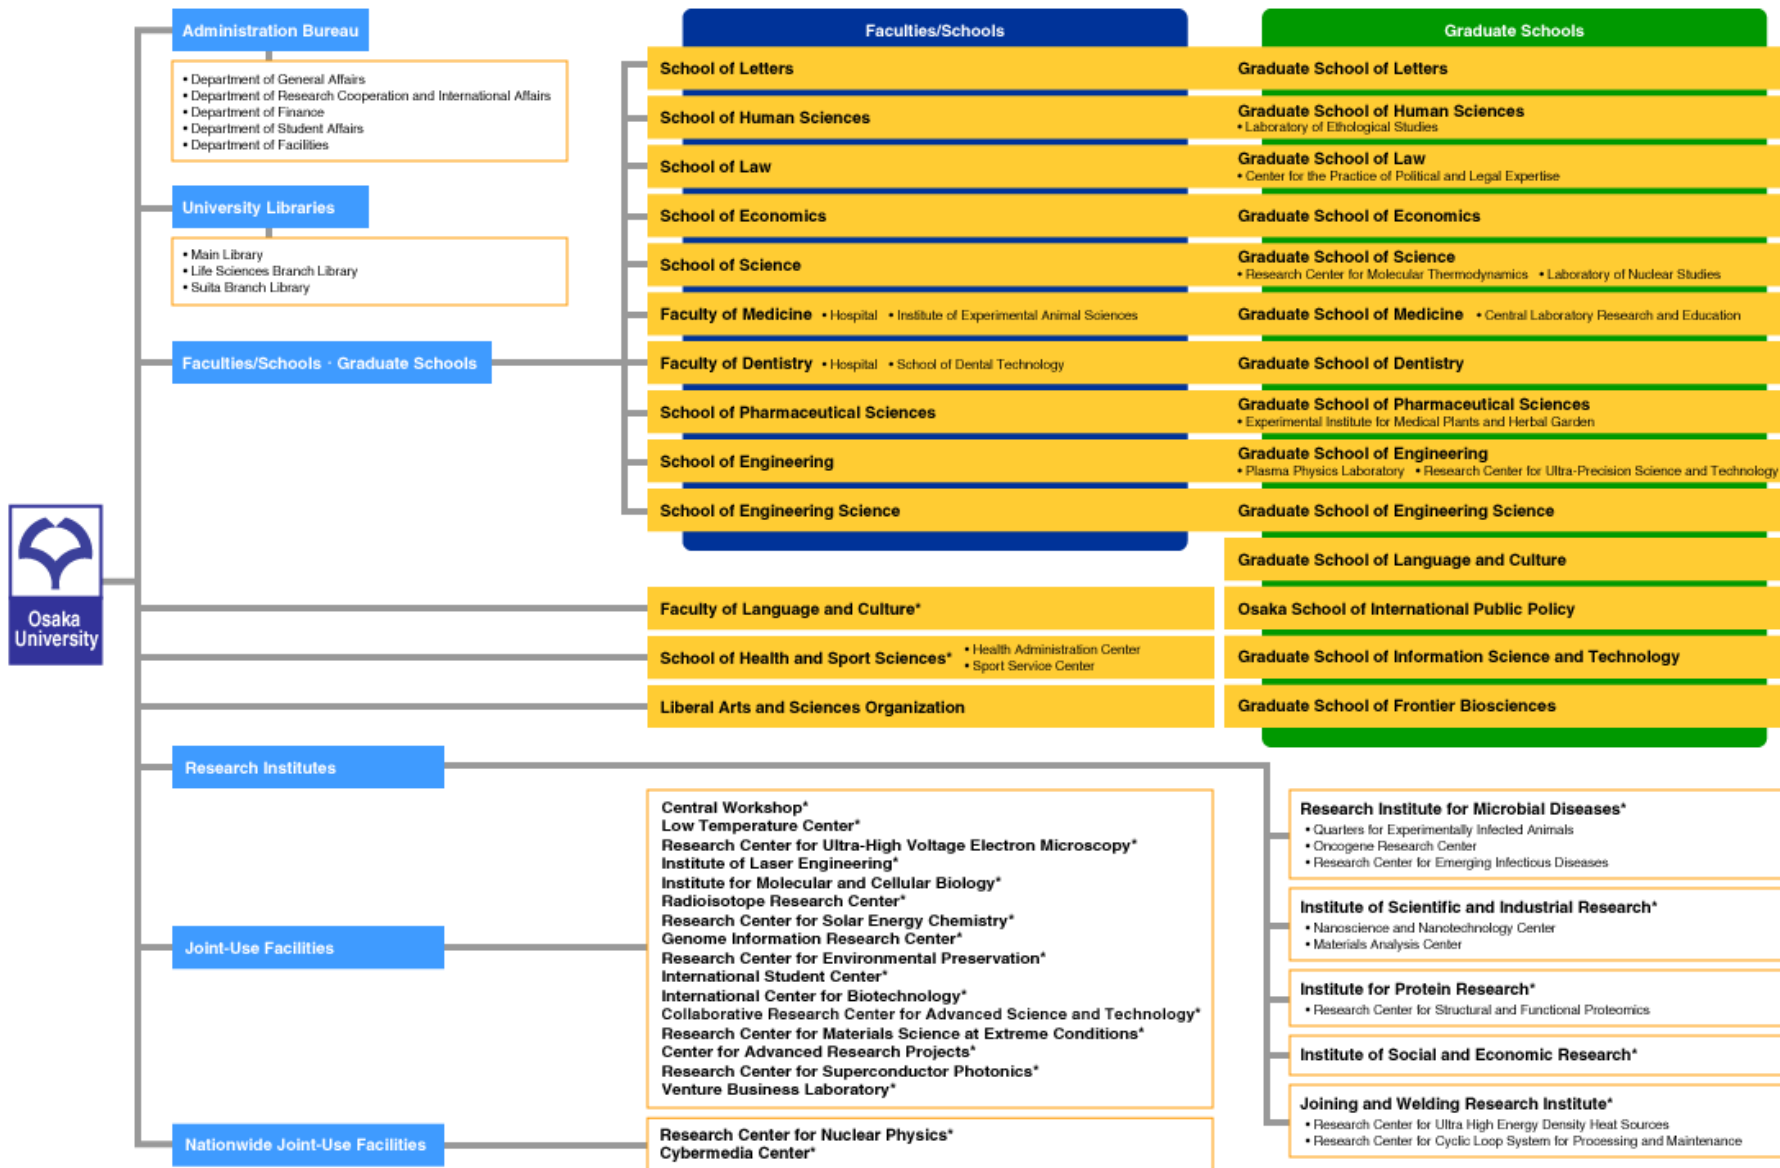 Administration Bureau
• Department of General Affairs
• Department of Research Cooperation and International Affairs
• Department of Finance
• Department of Student Affairs
• Department of Facilities
University Libraries
• Main Library
• Life Sciences Branch Library
• Suita Branch Library
Faculties/Schools · Graduate Schools
Osaka
University
Faculties/Schools
Graduate Schools
School of Letters
Graduate School of Letters
School of Human Sciences
Graduate School of Human Sciences
• Laboratory of Ethological Studies
School of Law
Graduate School of Law
• Center for the Practice of Political and Legal Expertise
School of Economics
Graduate School of Economics
School of Science
Graduate School of Science
• Research Center for Molecular Thermodynamics • Laboratory of Nuclear Studies
Faculty of Medicine • Hospital • Institute of Experimental Animal Sciences
Graduate School of Medicine • Central Laboratory Research and Education
Faculty of Dentistry • Hospital • School of Dental Technology
Graduate School of Dentistry
School of Pharmaceutical Sciences
Graduate School of Pharmaceutical Sciences
• Experimental Institute for Medical Plants and Herbal Garden
School of Engineering
Graduate School of Engineering
• Plasma Physics Laboratory • Research Center for Ultra-Precision Science and Technology
School of Engineering Science
Graduate School of Engineering Science
Graduate School of Language and Culture
Faculty of Language and Culture*
Osaka School of International Public Policy
School of Health and Sport Sciences*
• Health Administration Center
• Sport Service Center
Graduate School of Information Science and Technology
Liberal Arts and Sciences Organization
Graduate School of Frontier Biosciences
Research Institutes
Research Institute for Microbial Diseases*
• Quarters for Experimentally Infected Animals
• Oncogene Research Center
• Research Center for Emerging Infectious Diseases
Institute of Scientific and Industrial Research*
• Nanoscience and Nanotechnology Center
• Materials Analysis Center
Institute for Protein Research*
• Research Center for Structural and Functional Proteomics
Institute of Social and Economic Research*
Joining and Welding Research Institute*
• Research Center for Ultra High Energy Density Heat Sources
• Research Center for Cyclic Loop System for Processing and Maintenance
Joint-Use Facilities
Central Workshop*
Low Temperature Center*
Research Center for Ultra-High Voltage Electron Microscopy*
Institute of Laser Engineering*
Institute for Molecular and Cellular Biology*
Radioisotope Research Center*
Research Center for Solar Energy Chemistry*
Genome Information Research Center*
Research Center for Environmental Preservation*
International Student Center*
International Center for Biotechnology*
Collaborative Research Center for Advanced Science and Technology*
Research Center for Materials Science at Extreme Conditions*
Center for Advanced Research Projects*
Research Center for Superconductor Photonics*
Venture Business Laboratory*
Nationwide Joint-Use Facilities
Research Center for Nuclear Physics*
Cybermedia Center*